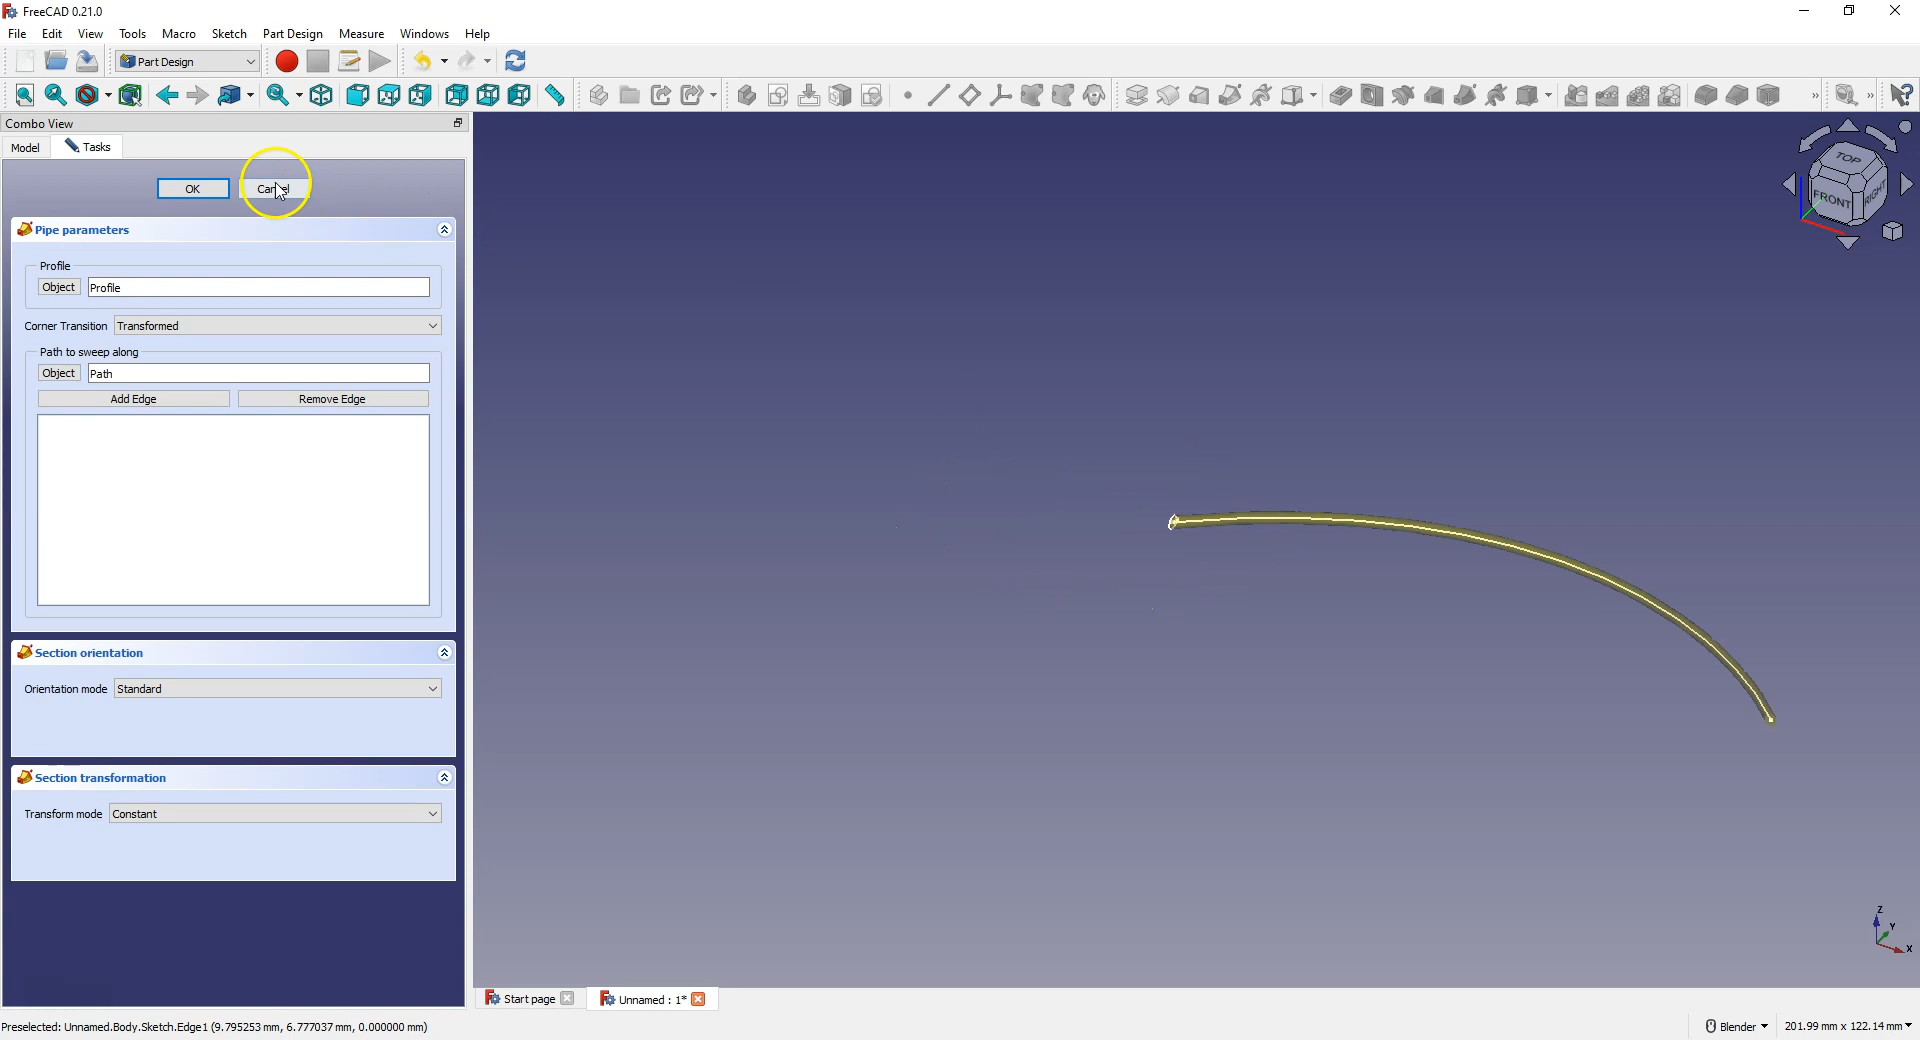 FreeCAD 0.21.0
File Edit View Tools Macro Sketch Part Design Measure Windows Help
Part Design
Combo View
Model Tasks
OK
Pipe parameters
Profile
Object Profile
Corner Transition Transformed
Path to sweep along
Object Path
Add Edge Remove Edge
Section orientation
Orientation mode Standard
Section transformation
Transform mode Constant
TOP
FRONT RIGHT
Z
Y
X
Start page Unnamed : 1*
Preselected: Unnamed.Body.Sketch.Edge1 (9.795253 mm, 6.777037 mm, 0.000000 mm)
Blender 201.99 mm x 122.14 mm